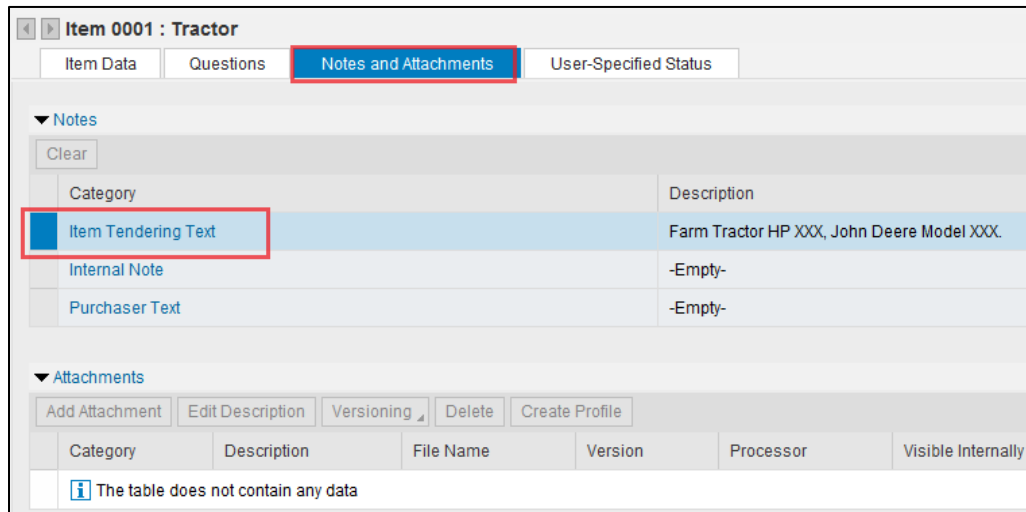 Item 0001 : Tractor
Item Data Questions Notes and Attachments User-Specified Status
Notes
Clear
Category Description
Item Tendering Text Farm Tractor HP XXX, John Deere Model XXX.
Internal Note -Empty-
Purchaser Text -Empty-
Attachments
Add Attachment Edit Description Versioning Delete Create Profile
Category Description File Name Version Processor Visible Internally
The table does not contain any data